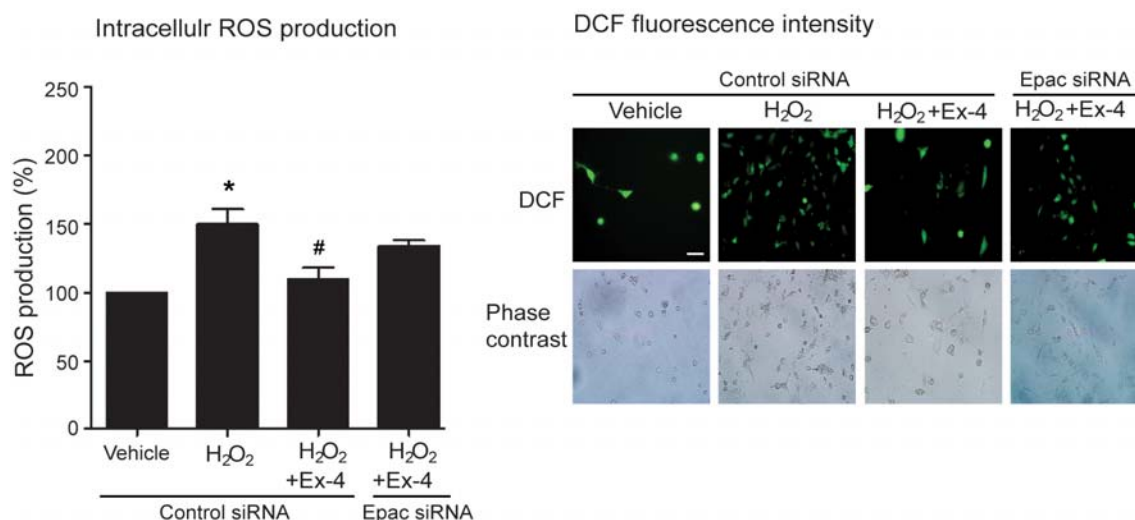 Intracellulr ROS production
250
200
150
100
50
0
ROS production (%)
*
#
Vehicle
H₂O₂
H₂O₂
+Ex-4
H₂O₂
+Ex-4
Control siRNA
Epac siRNA
DCF fluorescence intensity
Control siRNA
Epac siRNA
Vehicle
H₂O₂
H₂O₂+Ex-4
H₂O₂+Ex-4
DCF
Phase
contrast